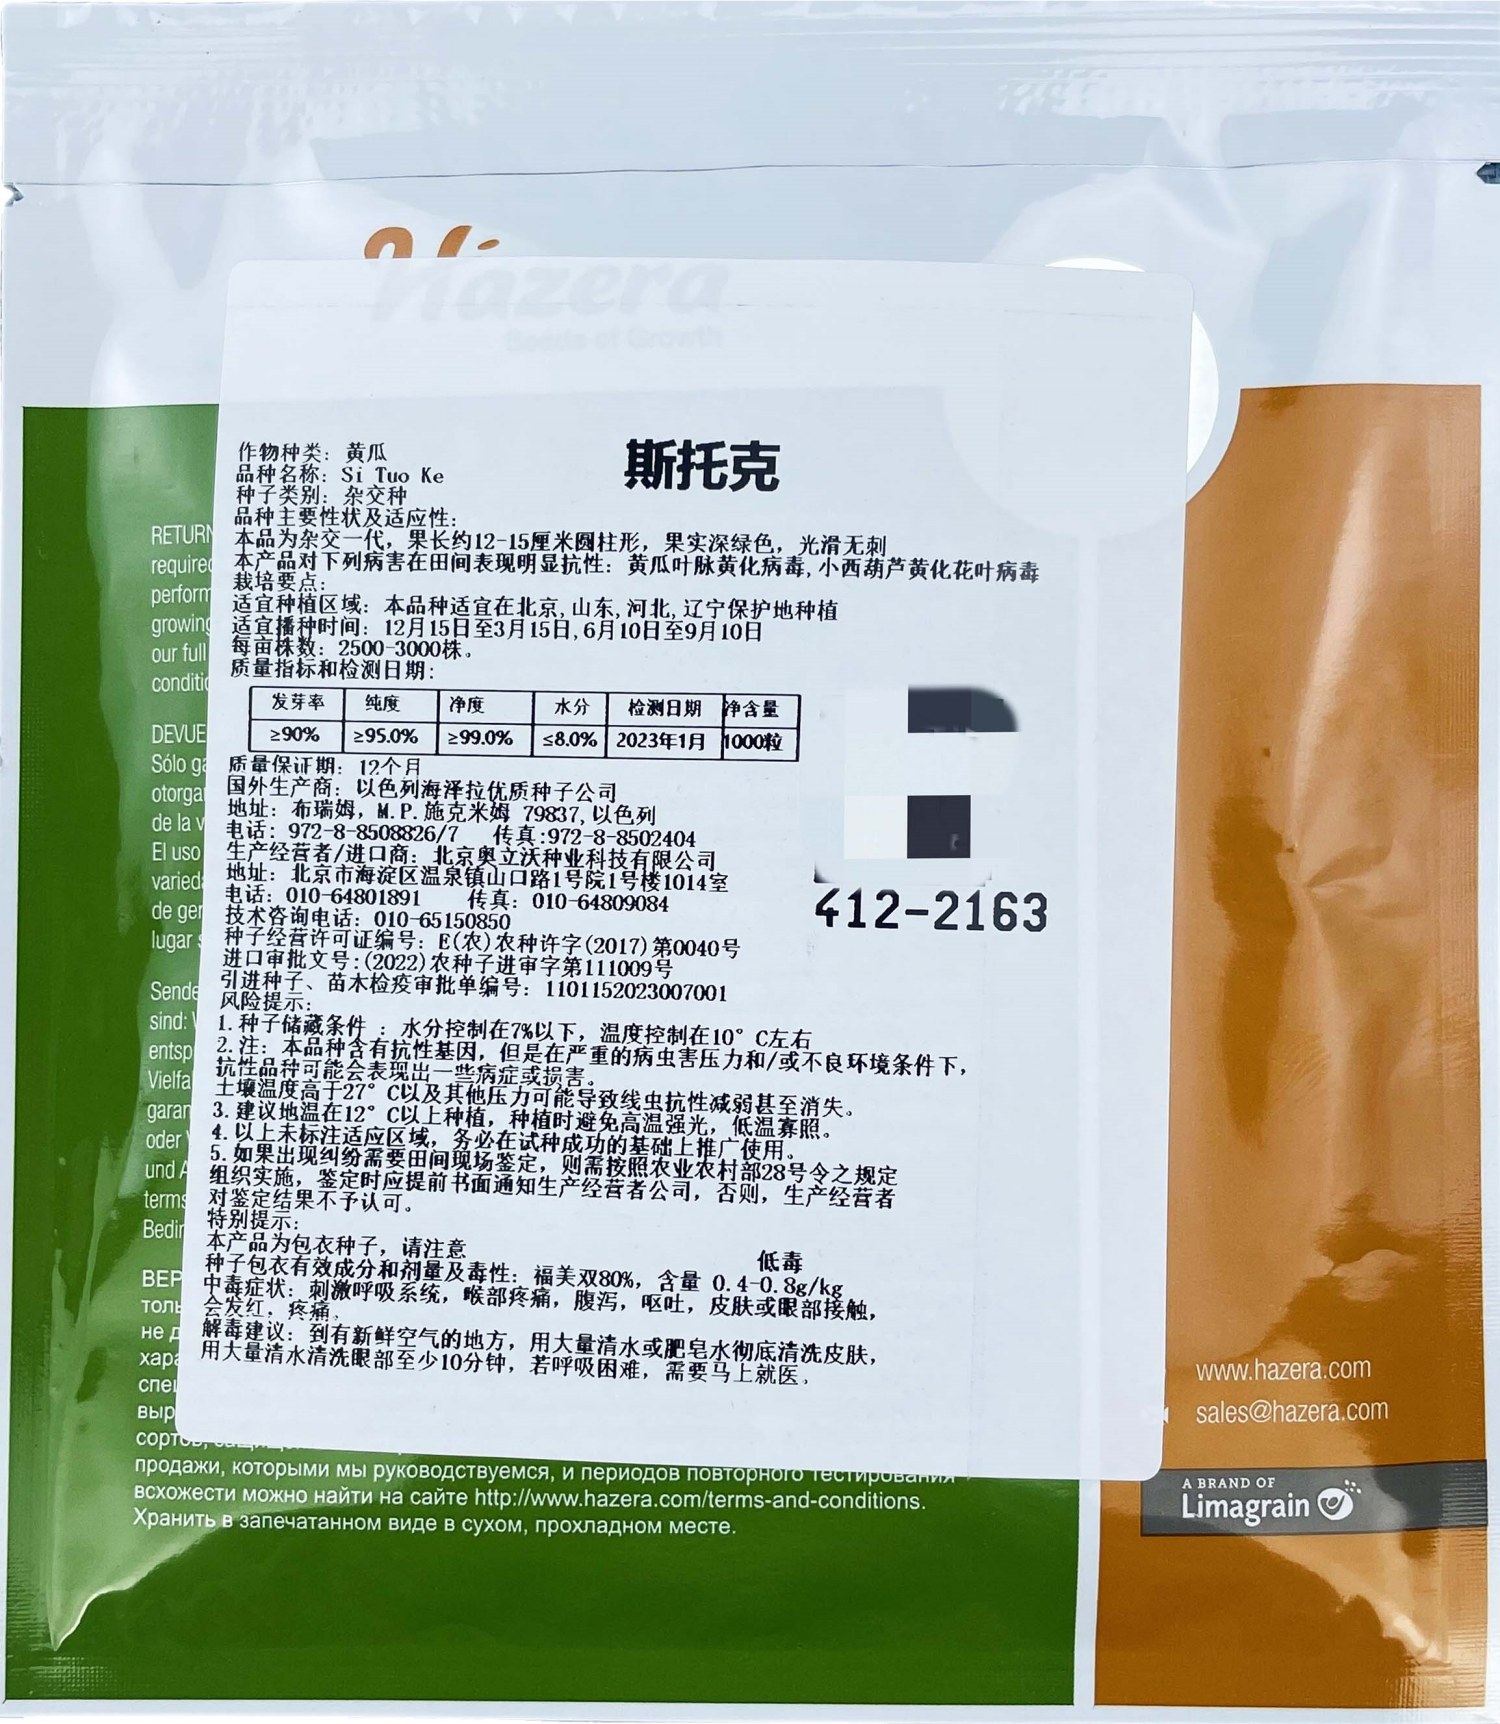 Hazera
Seeds of Growth
斯托克
作物种类：黄瓜
品种名称：Si Tuo Ke
种子类别：杂交种
品种主要性状及适应性：
本品为杂交一代，果长约12-15厘米圆柱形，果实深绿色，光滑无刺
本产品对下列病害在田间表现明显抗性：黄瓜叶脉黄化病毒,小西葫芦黄化花叶病毒
栽培要点：
适宜种植区域：本品种适宜在北京,山东,河北,辽宁保护地种植
适宜播种时间：12月15日至3月15日,6月10日至9月10日
每亩株数：2500-3000株。
质量指标和检测日期：
发芽率 纯度 净度 水分 检测日期 净含量
≥90% ≥95.0% ≥99.0% ≤8.0% 2023年1月 1000粒
质量保证期：12个月
国外生产商：以色列海泽拉优质种子公司
地址：布瑞姆，M.P.施克米姆 79837,以色列
电话：972-8-8508826/7 传真:972-8-8502404
生产经营者/进口商：北京奥立沃种业科技有限公司
地址：北京市海淀区温泉镇山口路1号院1号楼1014室
电话：010-64801891 传真：010-64809084
技术咨询电话：010-65150850
种子经营许可证编号：E(农)农种许字(2017)第0040号
进口审批文号:(2022)农种子进审字第111009号
引进种子、苗木检疫审批单编号：1101152023007001
412-2163
风险提示：
1.种子储藏条件 ：水分控制在7%以下，温度控制在10°C左右
2.注：本品种含有抗性基因，但是在严重的病虫害压力和/或不良环境条件下，
抗性品种可能会表现出一些病症或损害。
土壤温度高于27°C以及其他压力可能导致线虫抗性减弱甚至消失。
3.建议地温在12°C以上种植，种植时避免高温强光，低温寡照。
4.以上未标注适应区域，务必在试种成功的基础上推广使用。
5.如果出现纠纷需要田间现场鉴定，则需按照农业农村部28号令之规定
组织实施，鉴定时应提前书面通知生产经营者公司，否则，生产经营者
对鉴定结果不予认可。
特别提示：
本产品为包衣种子，请注意 低毒
种子包衣有效成分和剂量及毒性：福美双80%，含量 0.4-0.8g/kg
中毒症状：刺激呼吸系统，喉部疼痛，腹泻，呕吐，皮肤或眼部接触，
会发红，疼痛。
解毒建议：到有新鲜空气的地方，用大量清水或肥皂水彻底清洗皮肤，
用大量清水清洗眼部至少10分钟，若呼吸困难，需要马上就医。
RETURN
required
perform
growing
our full
conditio
DEVUE
Sólo ga
otorga
de la v
El uso
varied
de ger
lugar s
Sende
sind:
entsp
Vielfa
garan
oder
und A
terms
Bedin
ВЕР
толь
не д
хара
спе
выр
сортов,
продажи, которыми мы руководствуемся, и периодов повторного тестирования
всхожести можно найти на сайте http://www.hazera.com/terms-and-conditions.
Хранить в запечатанном виде в сухом, прохладном месте.
www.hazera.com
sales@hazera.com
A BRAND OF
Limagrain